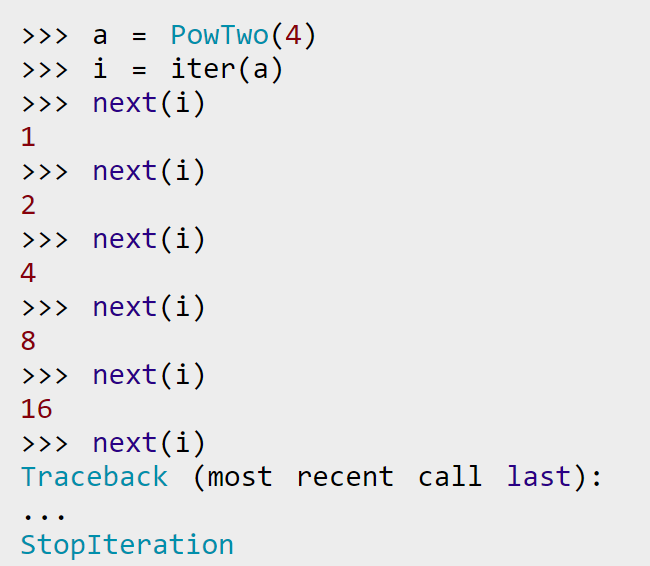 >>> a = PowTwo(4)
>>> i = iter(a)
>>> next(i)
1
>>> next(i)
2
>>> next(i)
4
>>> next(i)
8
>>> next(i)
16
>>> next(i)
Traceback (most recent call last):
...
StopIteration